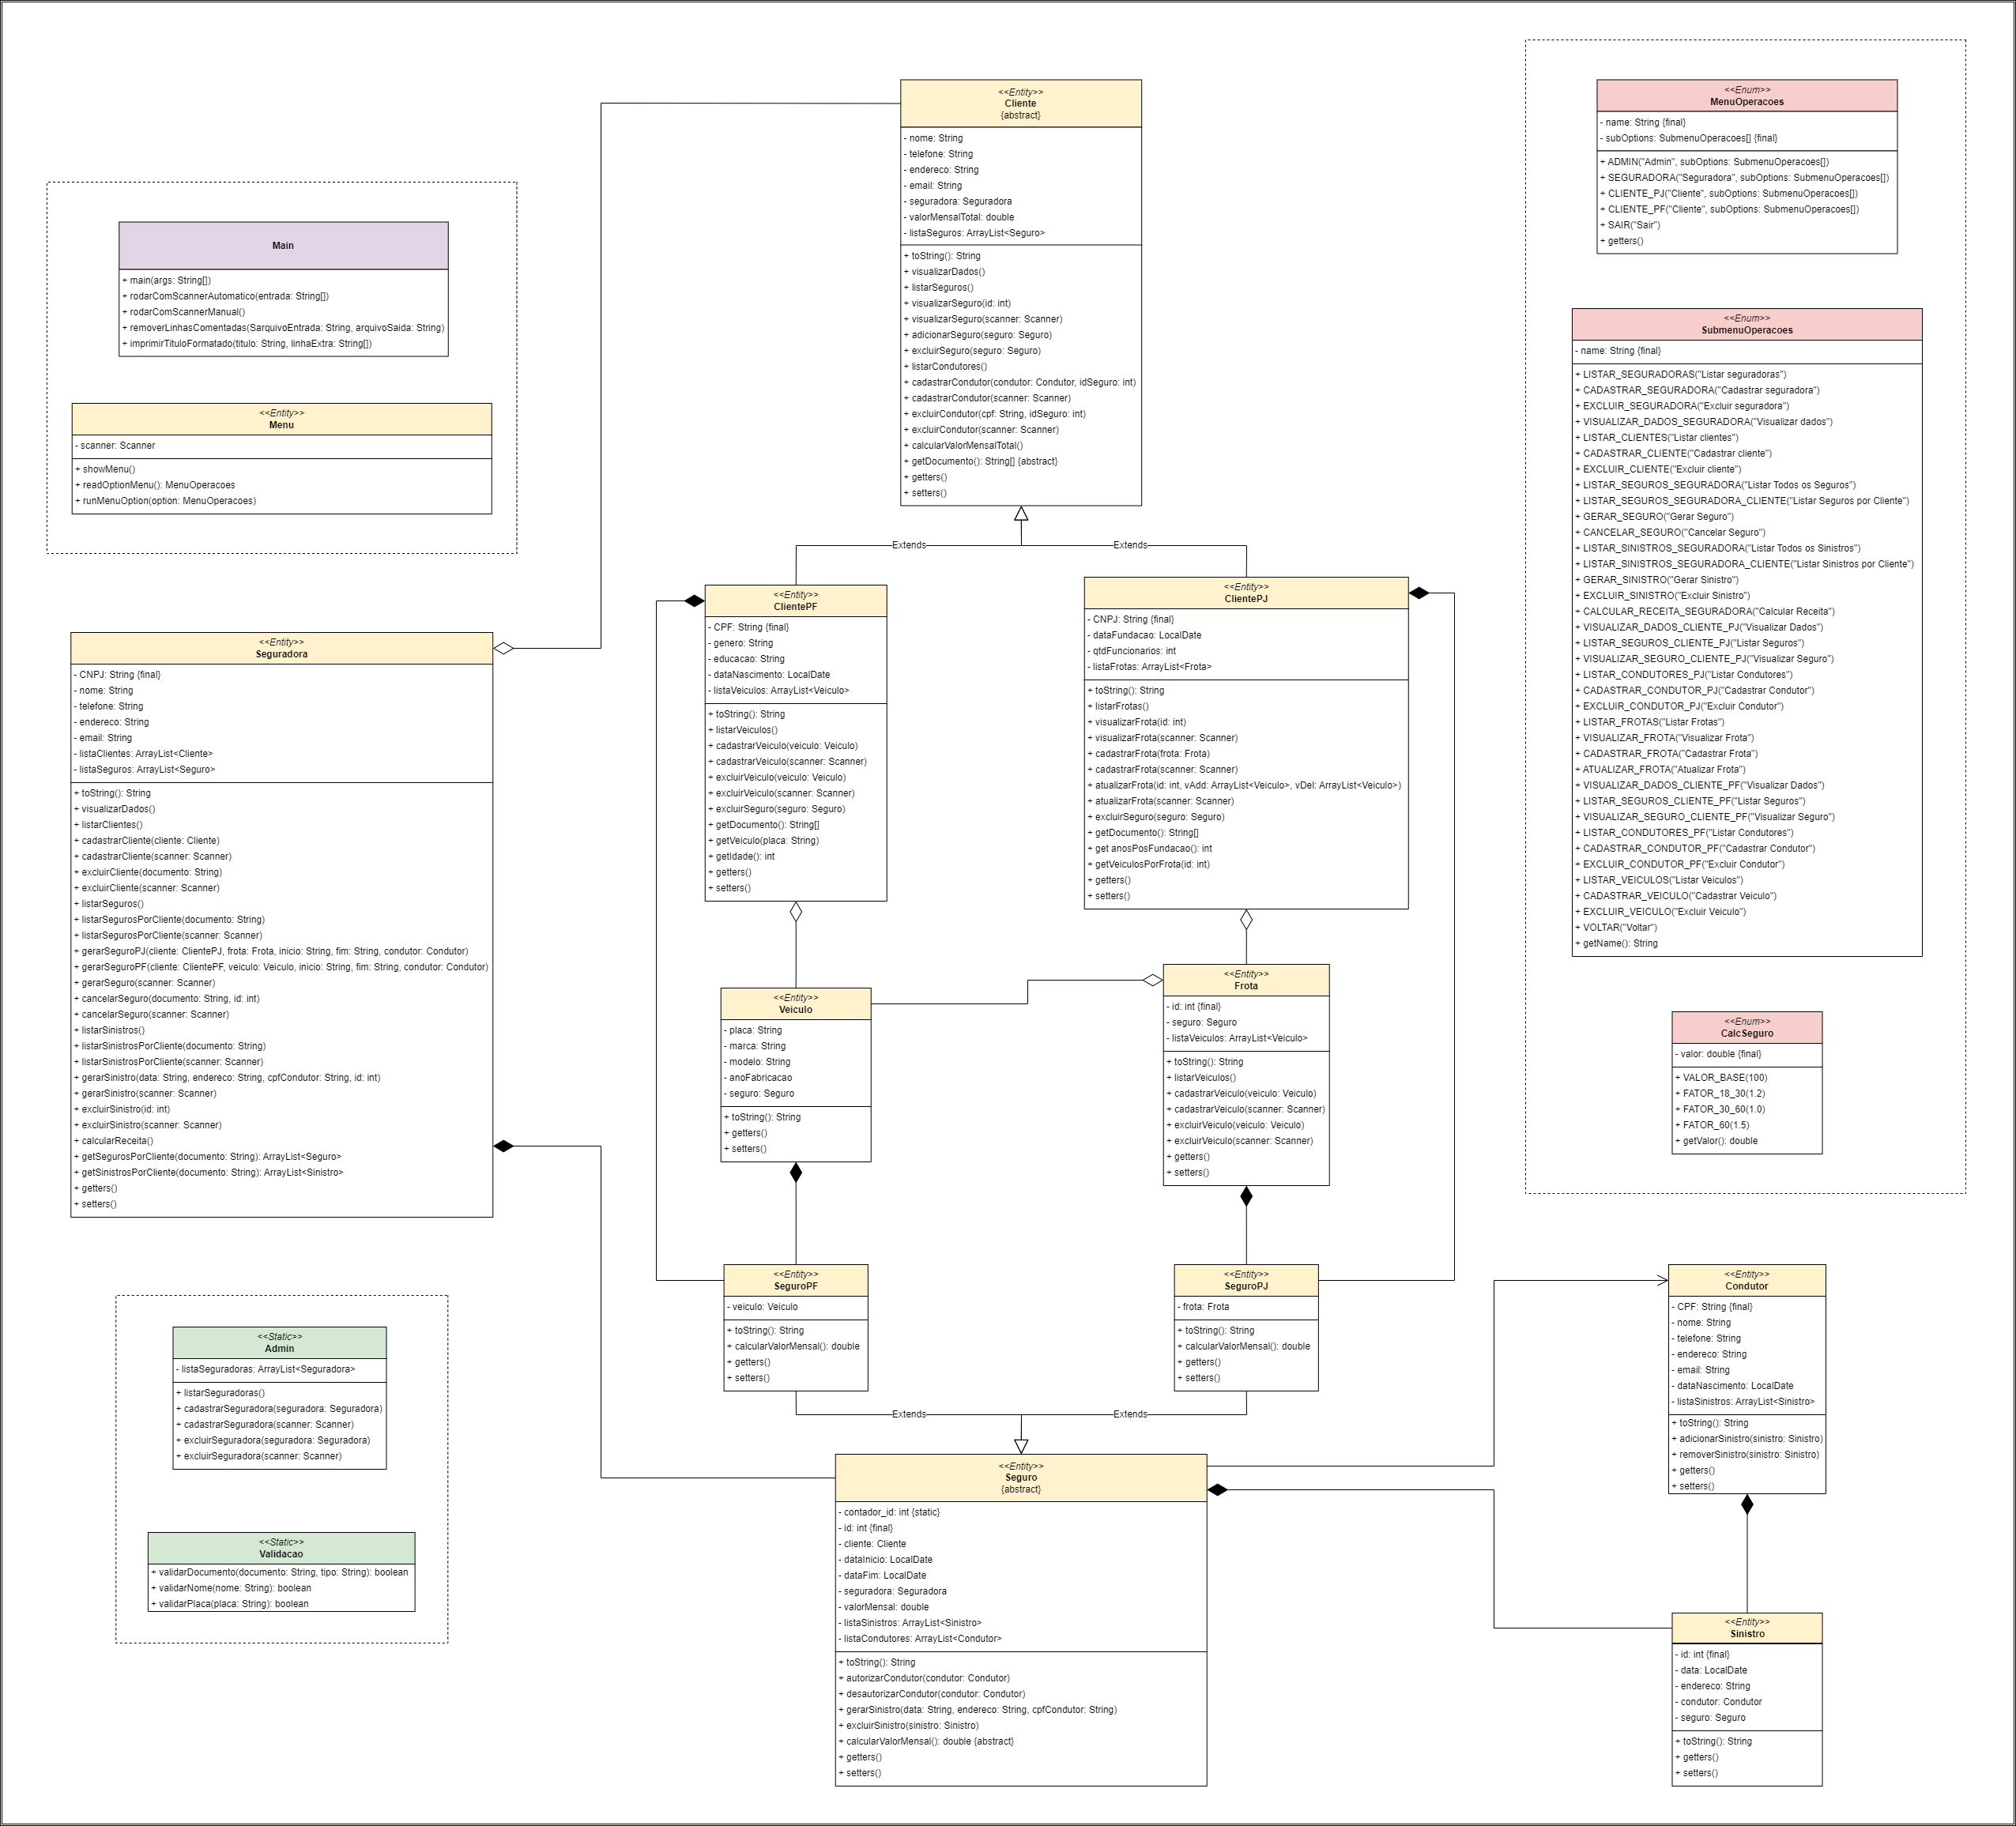 <<Entity>>
Cliente
{abstract}
- nome: String
- telefone: String
- endereco: String
- email: String
- seguradora: Seguradora
- valorMensalTotal: double
- listaSeguros: ArrayList<Seguro>
+ toString(): String
+ visualizarDados()
+ listarSeguros()
+ visualizarSeguro(id: int)
+ visualizarSeguro(scanner: Scanner)
+ adicionarSeguro(seguro: Seguro)
+ excluirSeguro(seguro: Seguro)
+ listarCondutores()
+ cadastrarCondutor(condutor: Condutor, idSeguro: int)
+ cadastrarCondutor(scanner: Scanner)
+ excluirCondutor(cpf: String, idSeguro: int)
+ excluirCondutor(scanner: Scanner)
+ calcularValorMensalTotal()
+ getDocumento(): String[] {abstract}
+ getters()
+ setters()
<<Enum>>
MenuOperacoes
- name: String {final}
- subOptions: SubmenuOperacoes[] {final}
+ ADMIN("Admin", subOptions: SubmenuOperacoes[])
+ SEGURADORA("Seguradora", subOptions: SubmenuOperacoes[])
+ CLIENTE_PJ("Cliente", subOptions: SubmenuOperacoes[])
+ CLIENTE_PF("Cliente", subOptions: SubmenuOperacoes[])
+ SAIR("Sair")
+ getters()
Main
+ main(args: String[])
+ rodarComScannerAutomatico(entrada: String[])
+ rodarComScannerManual()
+ removerLinhasComentadas(SarquivoEntrada: String, arquivoSaida: String)
+ imprimirTituloFormatado(titulo: String, linhaExtra: String[])
<<Entity>>
Menu
- scanner: Scanner
+ showMenu()
+ readOptionMenu(): MenuOperacoes
+ runMenuOption(option: MenuOperacoes)
<<Enum>>
SubmenuOperacoes
- name: String {final}
+ LISTAR_SEGURADORAS("Listar seguradoras")
+ CADASTRAR_SEGURADORA("Cadastrar seguradora")
+ EXCLUIR_SEGURADORA("Excluir seguradora")
+ VISUALIZAR_DADOS_SEGURADORA("Visualizar dados")
+ LISTAR_CLIENTES("Listar clientes")
+ CADASTRAR_CLIENTE("Cadastrar cliente")
+ EXCLUIR_CLIENTE("Excluir cliente")
+ LISTAR_SEGUROS_SEGURADORA("Listar Todos os Seguros")
+ LISTAR_SEGUROS_SEGURADORA_CLIENTE("Listar Seguros por Cliente")
+ GERAR_SEGURO("Gerar Seguro")
+ CANCELAR_SEGURO("Cancelar Seguro")
+ LISTAR_SINISTROS_SEGURADORA("Listar Todos os Sinistros")
+ LISTAR_SINISTROS_SEGURADORA_CLIENTE("Listar Sinistros por Cliente")
+ GERAR_SINISTRO("Gerar Sinistro")
+ EXCLUIR_SINISTRO("Excluir Sinistro")
+ CALCULAR_RECEITA_SEGURADORA("Calcular Receita")
+ VISUALIZAR_DADOS_CLIENTE_PJ("Visualizar Dados")
+ LISTAR_SEGUROS_CLIENTE_PJ("Listar Seguros")
+ VISUALIZAR_SEGURO_CLIENTE_PJ("Visualizar Seguro")
+ LISTAR_CONDUTORES_PJ("Listar Condutores")
+ CADASTRAR_CONDUTOR_PJ("Cadastrar Condutor")
+ EXCLUIR_CONDUTOR_PJ("Excluir Condutor")
+ LISTAR_FROTAS("Listar Frotas")
+ VISUALIZAR_FROTA("Visualizar Frota")
+ CADASTRAR_FROTA("Cadastrar Frota")
+ ATUALIZAR_FROTA("Atualizar Frota")
+ VISUALIZAR_DADOS_CLIENTE_PF("Visualizar Dados")
+ LISTAR_SEGUROS_CLIENTE_PF("Listar Seguros")
+ VISUALIZAR_SEGURO_CLIENTE_PF("Visualizar Seguro")
+ LISTAR_CONDUTORES_PF("Listar Condutores")
+ CADASTRAR_CONDUTOR_PF("Cadastrar Condutor")
+ EXCLUIR_CONDUTOR_PF("Excluir Condutor")
+ LISTAR_VEICULOS("Listar Veiculos")
+ CADASTRAR_VEICULO("Cadastrar Veiculo")
+ EXCLUIR_VEICULO("Excluir Veiculo")
+ VOLTAR("Voltar")
+ getName(): String
Extends
Extends
<<Entity>>
ClientePF
- CPF: String {final}
- genero: String
- educacao: String
- dataNascimento: LocalDate
- listaVeiculos: ArrayList<Veiculo>
+ toString(): String
+ listarVeiculos()
+ cadastrarVeiculo(veiculo: Veiculo)
+ cadastrarVeiculo(scanner: Scanner)
+ excluirVeiculo(veiculo: Veiculo)
+ excluirVeiculo(scanner: Scanner)
+ excluirSeguro(seguro: Seguro)
+ getDocumento(): String[]
+ getVeiculo(placa: String)
+ getIdade(): int
+ getters()
+ setters()
<<Entity>>
ClientePJ
- CNPJ: String {final}
- dataFundacao: LocalDate
- qtdFuncionarios: int
- listaFrotas: ArrayList<Frota>
+ toString(): String
+ listarFrotas()
+ visualizarFrota(id: int)
+ visualizarFrota(scanner: Scanner)
+ cadastrarFrota(frota: Frota)
+ cadastrarFrota(scanner: Scanner)
+ atualizarFrota(id: int, vAdd: ArrayList<Veiculo>, vDel: ArrayList<Veiculo>)
+ atualizarFrota(scanner: Scanner)
+ excluirSeguro(seguro: Seguro)
+ getDocumento(): String[]
+ get anosPosFundacao(): int
+ getVeiculosPorFrota(id: int)
+ getters()
+ setters()
<<Entity>>
Seguradora
- CNPJ: String {final}
- nome: String
- telefone: String
- endereco: String
- email: String
- listaClientes: ArrayList<Cliente>
- listaSeguros: ArrayList<Seguro>
+ toString(): String
+ visualizarDados()
+ listarClientes()
+ cadastrarCliente(cliente: Cliente)
+ cadastrarCliente(scanner: Scanner)
+ excluirCliente(documento: String)
+ excluirCliente(scanner: Scanner)
+ listarSeguros()
+ listarSegurosPorCliente(documento: String)
+ listarSegurosPorCliente(scanner: Scanner)
+ gerarSeguroPJ(cliente: ClientePJ, frota: Frota, inicio: String, fim: String, condutor: Condutor)
+ gerarSeguroPF(cliente: ClientePF, veiculo: Veiculo, inicio: String, fim: String, condutor: Condutor)
+ gerarSeguro(scanner: Scanner)
+ cancelarSeguro(documento: String, id: int)
+ cancelarSeguro(scanner: Scanner)
+ listarSinistros()
+ listarSinistrosPorCliente(documento: String)
+ listarSinistrosPorCliente(scanner: Scanner)
+ gerarSinistro(data: String, endereco: String, cpfCondutor: String, id: int)
+ gerarSinistro(scanner: Scanner)
+ excluirSinistro(id: int)
+ excluirSinistro(scanner: Scanner)
+ calcularReceita()
+ getSegurosPorCliente(documento: String): ArrayList<Seguro>
+ getSinistrosPorCliente(documento: String): ArrayList<Sinistro>
+ getters()
+ setters()
<<Entity>>
Veiculo
- placa: String
- marca: String
- modelo: String
- anoFabricacao
- seguro: Seguro
+ toString(): String
+ getters()
+ setters()
<<Entity>>
Frota
- id: int {final}
- seguro: Seguro
- listaVeiculos: ArrayList<Veiculo>
+ toString(): String
+ listarVeiculos()
+ cadastrarVeiculo(veiculo: Veiculo)
+ cadastrarVeiculo(scanner: Scanner)
+ excluirVeiculo(veiculo: Veiculo)
+ excluirVeiculo(scanner: Scanner)
+ getters()
+ setters()
<<Enum>>
CalcSeguro
- valor: double {final}
+ VALOR_BASE(100)
+ FATOR_18_30(1.2)
+ FATOR_30_60(1.0)
+ FATOR_60(1.5)
+ getValor(): double
<<Entity>>
SeguroPF
- veiculo: Veiculo
+ toString(): String
+ calcularValorMensal(): double
+ getters()
+ setters()
<<Entity>>
SeguroPJ
- frota: Frota
+ toString(): String
+ calcularValorMensal(): double
+ getters()
+ setters()
<<Entity>>
Condutor
- CPF: String {final}
- nome: String
- telefone: String
- endereco: String
- email: String
- dataNascimento: LocalDate
- listaSinistros: ArrayList<Sinistro>
+ toString(): String
+ adicionarSinistro(sinistro: Sinistro)
+ removerSinistro(sinistro: Sinistro)
+ getters()
+ setters()
<<Static>>
Admin
- listaSeguradoras: ArrayList<Seguradora>
+ listarSeguradoras()
+ cadastrarSeguradora(seguradora: Seguradora)
+ cadastrarSeguradora(scanner: Scanner)
+ excluirSeguradora(seguradora: Seguradora)
+ excluirSeguradora(scanner: Scanner)
Extends
Extends
<<Entity>>
Seguro
{abstract}
- contador_id: int {static}
- id: int {final}
- cliente: Cliente
- dataInicio: LocalDate
- dataFim: LocalDate
- seguradora: Seguradora
- valorMensal: double
- listaSinistros: ArrayList<Sinistro>
- listaCondutores: ArrayList<Condutor>
+ toString(): String
+ autorizarCondutor(condutor: Condutor)
+ desautorizarCondutor(condutor: Condutor)
+ gerarSinistro(data: String, endereco: String, cpfCondutor: String)
+ excluirSinistro(sinistro: Sinistro)
+ calcularValorMensal(): double {abstract}
+ getters()
+ setters()
<<Static>>
Validacao
+ validarDocumento(documento: String, tipo: String): boolean
+ validarNome(nome: String): boolean
+ validarPlaca(placa: String): boolean
<<Entity>>
Sinistro
- id: int {final}
- data: LocalDate
- endereco: String
- condutor: Condutor
- seguro: Seguro
+ toString(): String
+ getters()
+ setters()